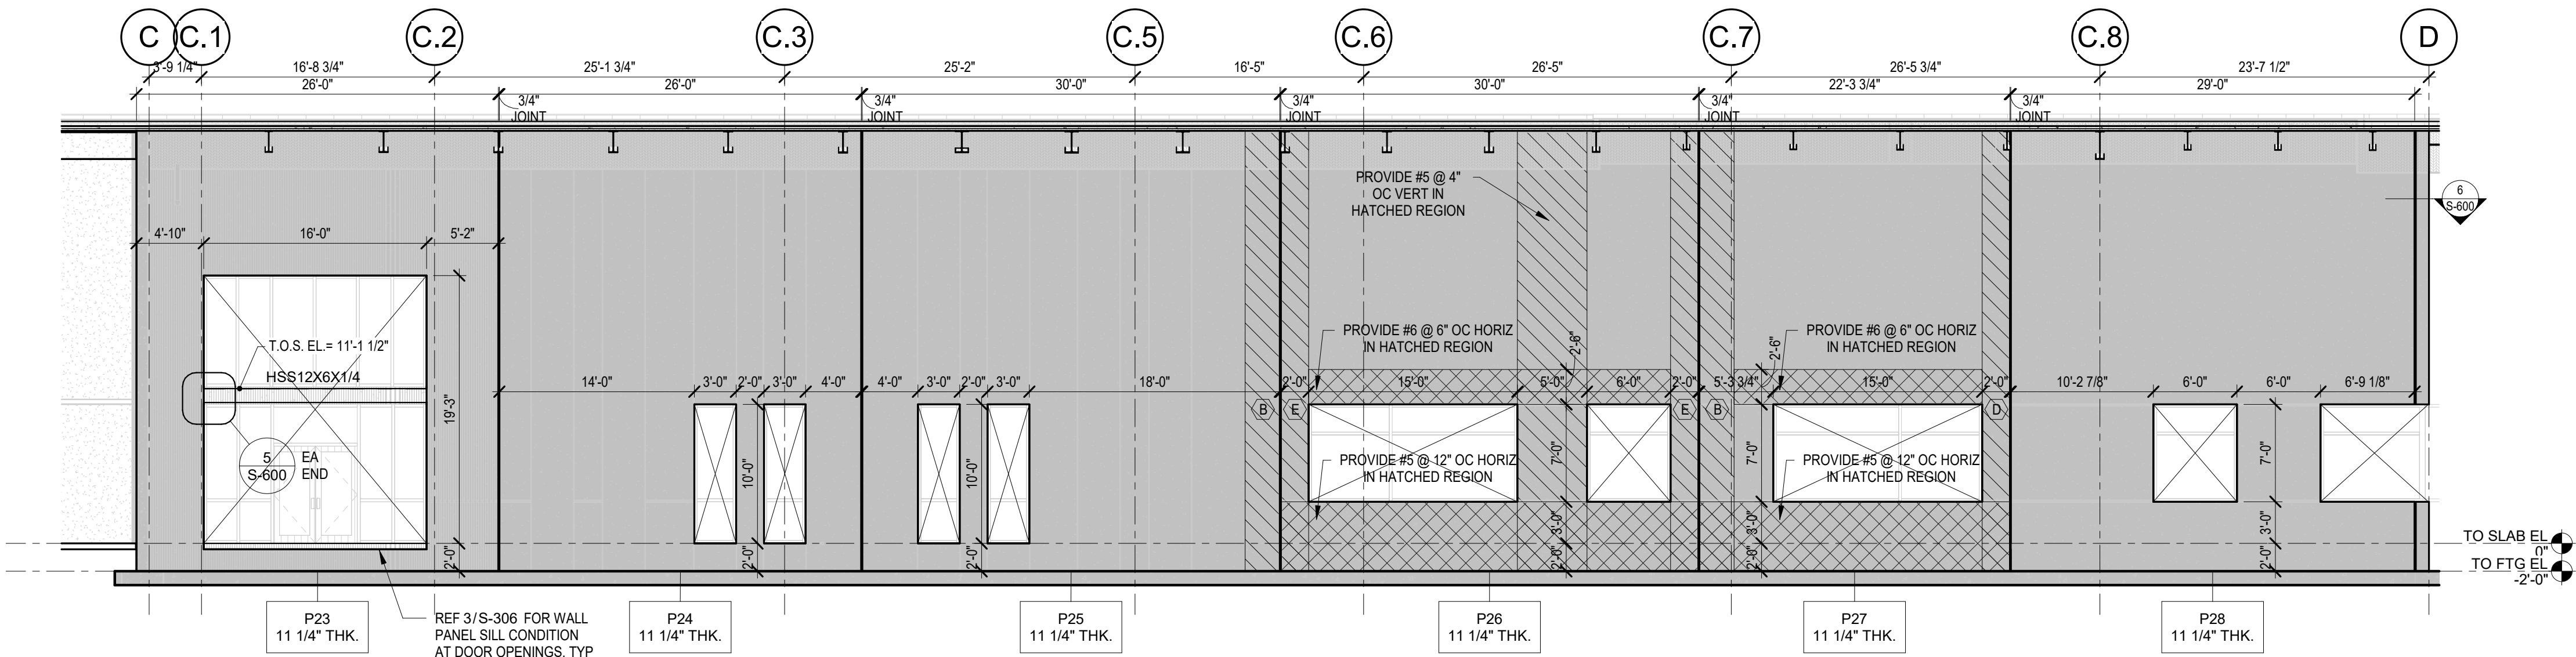 C
C.1
C.2
C.3
C.5
C.6
C.7
C.8
D
3'-9 1/4"
16'-8 3/4"
25'-1 3/4"
25'-2"
16'-5"
26'-5"
26'-5 3/4"
23'-7 1/2"
26'-0"
26'-0"
30'-0"
30'-0"
22'-3 3/4"
29'-0"
3/4"
JOINT
3/4"
JOINT
3/4"
JOINT
3/4"
JOINT
3/4"
JOINT
PROVIDE #5 @ 4"
OC VERT IN
HATCHED REGION
6
S-600
4'-10"
16'-0"
5'-2"
T.O.S. EL.= 11'-1 1/2"
HSS12X6X1/4
19'-3"
2'-0"
5
S-600
EA
END
14'-0"
3'-0"
2'-0"
3'-0"
4'-0"
10'-0"
2'-0"
4'-0"
3'-0"
2'-0"
3'-0"
18'-0"
10'-0"
2'-0"
B
E
PROVIDE #6 @ 6" OC HORIZ
IN HATCHED REGION
2'-6"
2'-0"
15'-0"
5'-0"
6'-0"
2'-0"
PROVIDE #5 @ 12" OC HORIZ
IN HATCHED REGION
7'-0"
3'-0"
2'-0"
E
B
PROVIDE #6 @ 6" OC HORIZ
IN HATCHED REGION
2'-6"
5'-3 3/4"
15'-0"
2'-0"
D
PROVIDE #5 @ 12" OC HORIZ
IN HATCHED REGION
7'-0"
3'-0"
2'-0"
10'-2 7/8"
6'-0"
6'-0"
6'-9 1/8"
7'-0"
3'-0"
2'-0"
TO SLAB EL
0"
TO FTG EL
-2'-0"
P23
11 1/4" THK.
REF 3/S-306 FOR WALL
PANEL SILL CONDITION
AT DOOR OPENINGS, TYP
P24
11 1/4" THK.
P25
11 1/4" THK.
P26
11 1/4" THK.
P27
11 1/4" THK.
P28
11 1/4" THK.